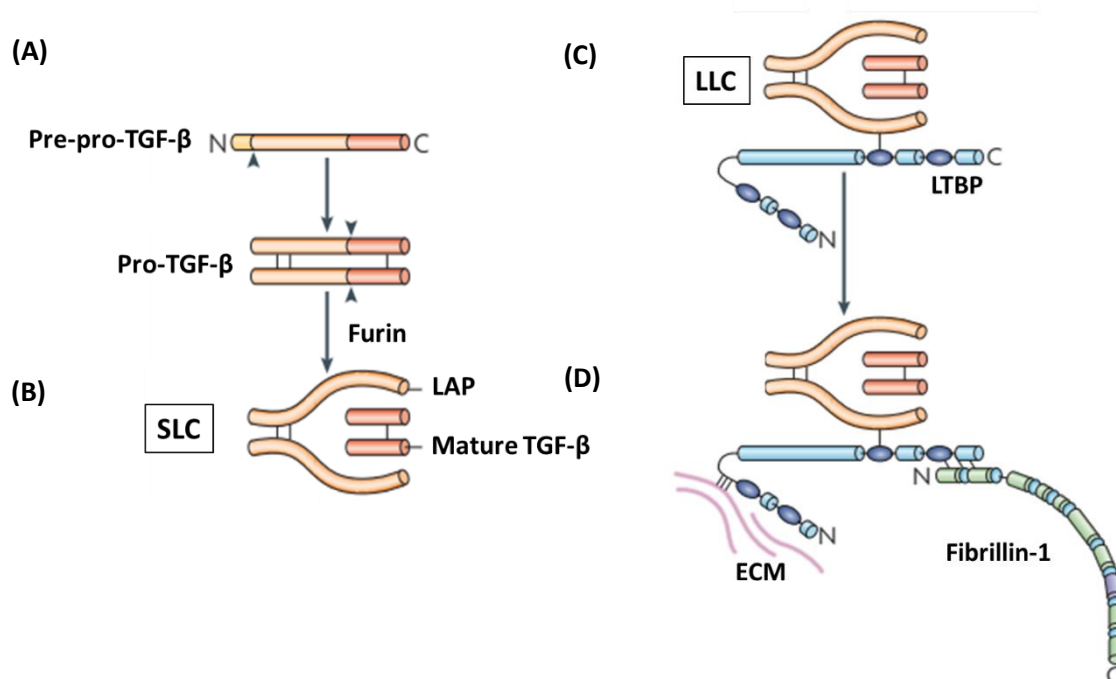 (A)
Pre-pro-TGF-β N C
Pro-TGF-β
Furin
(B)
SLC
LAP
Mature TGF-β
(C)
LLC
C
LTBP
N
(D)
N
N
ECM
Fibrillin-1
C